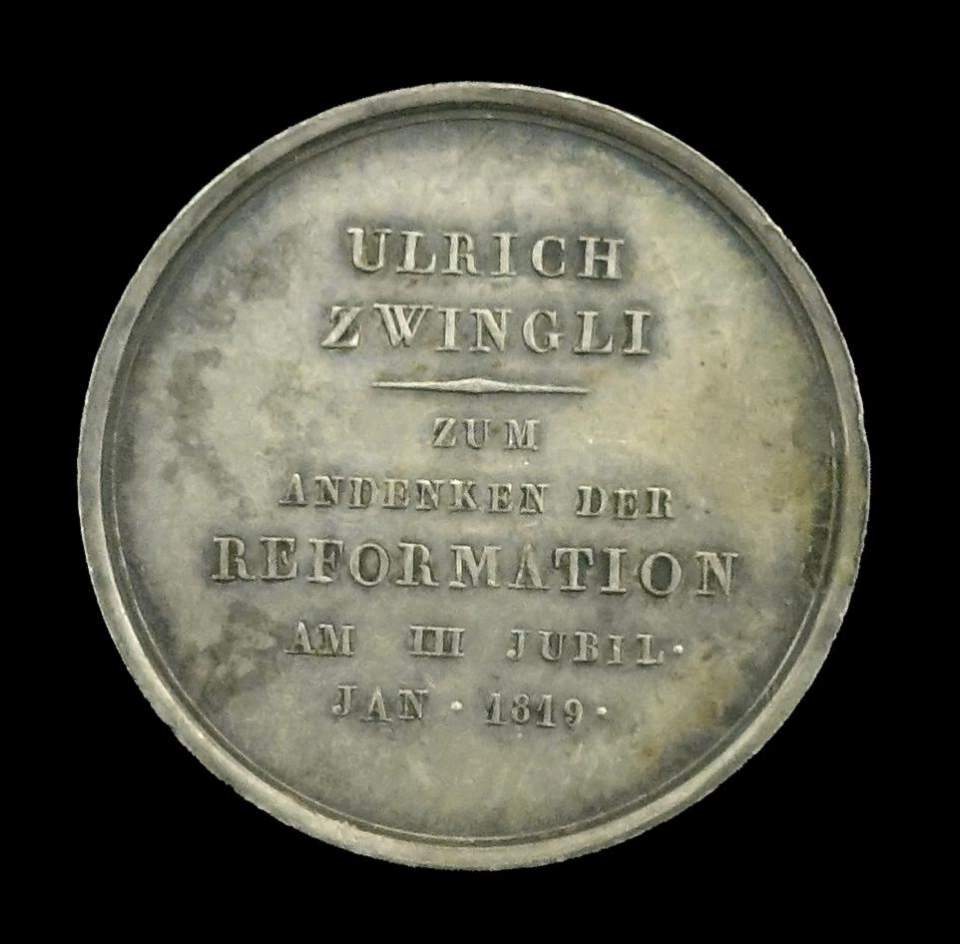 ULRICH
ZWINGLI
ZUM
ANDENKEN DER
REFORMATION
AM III JUBIL·
JAN · 1819 ·